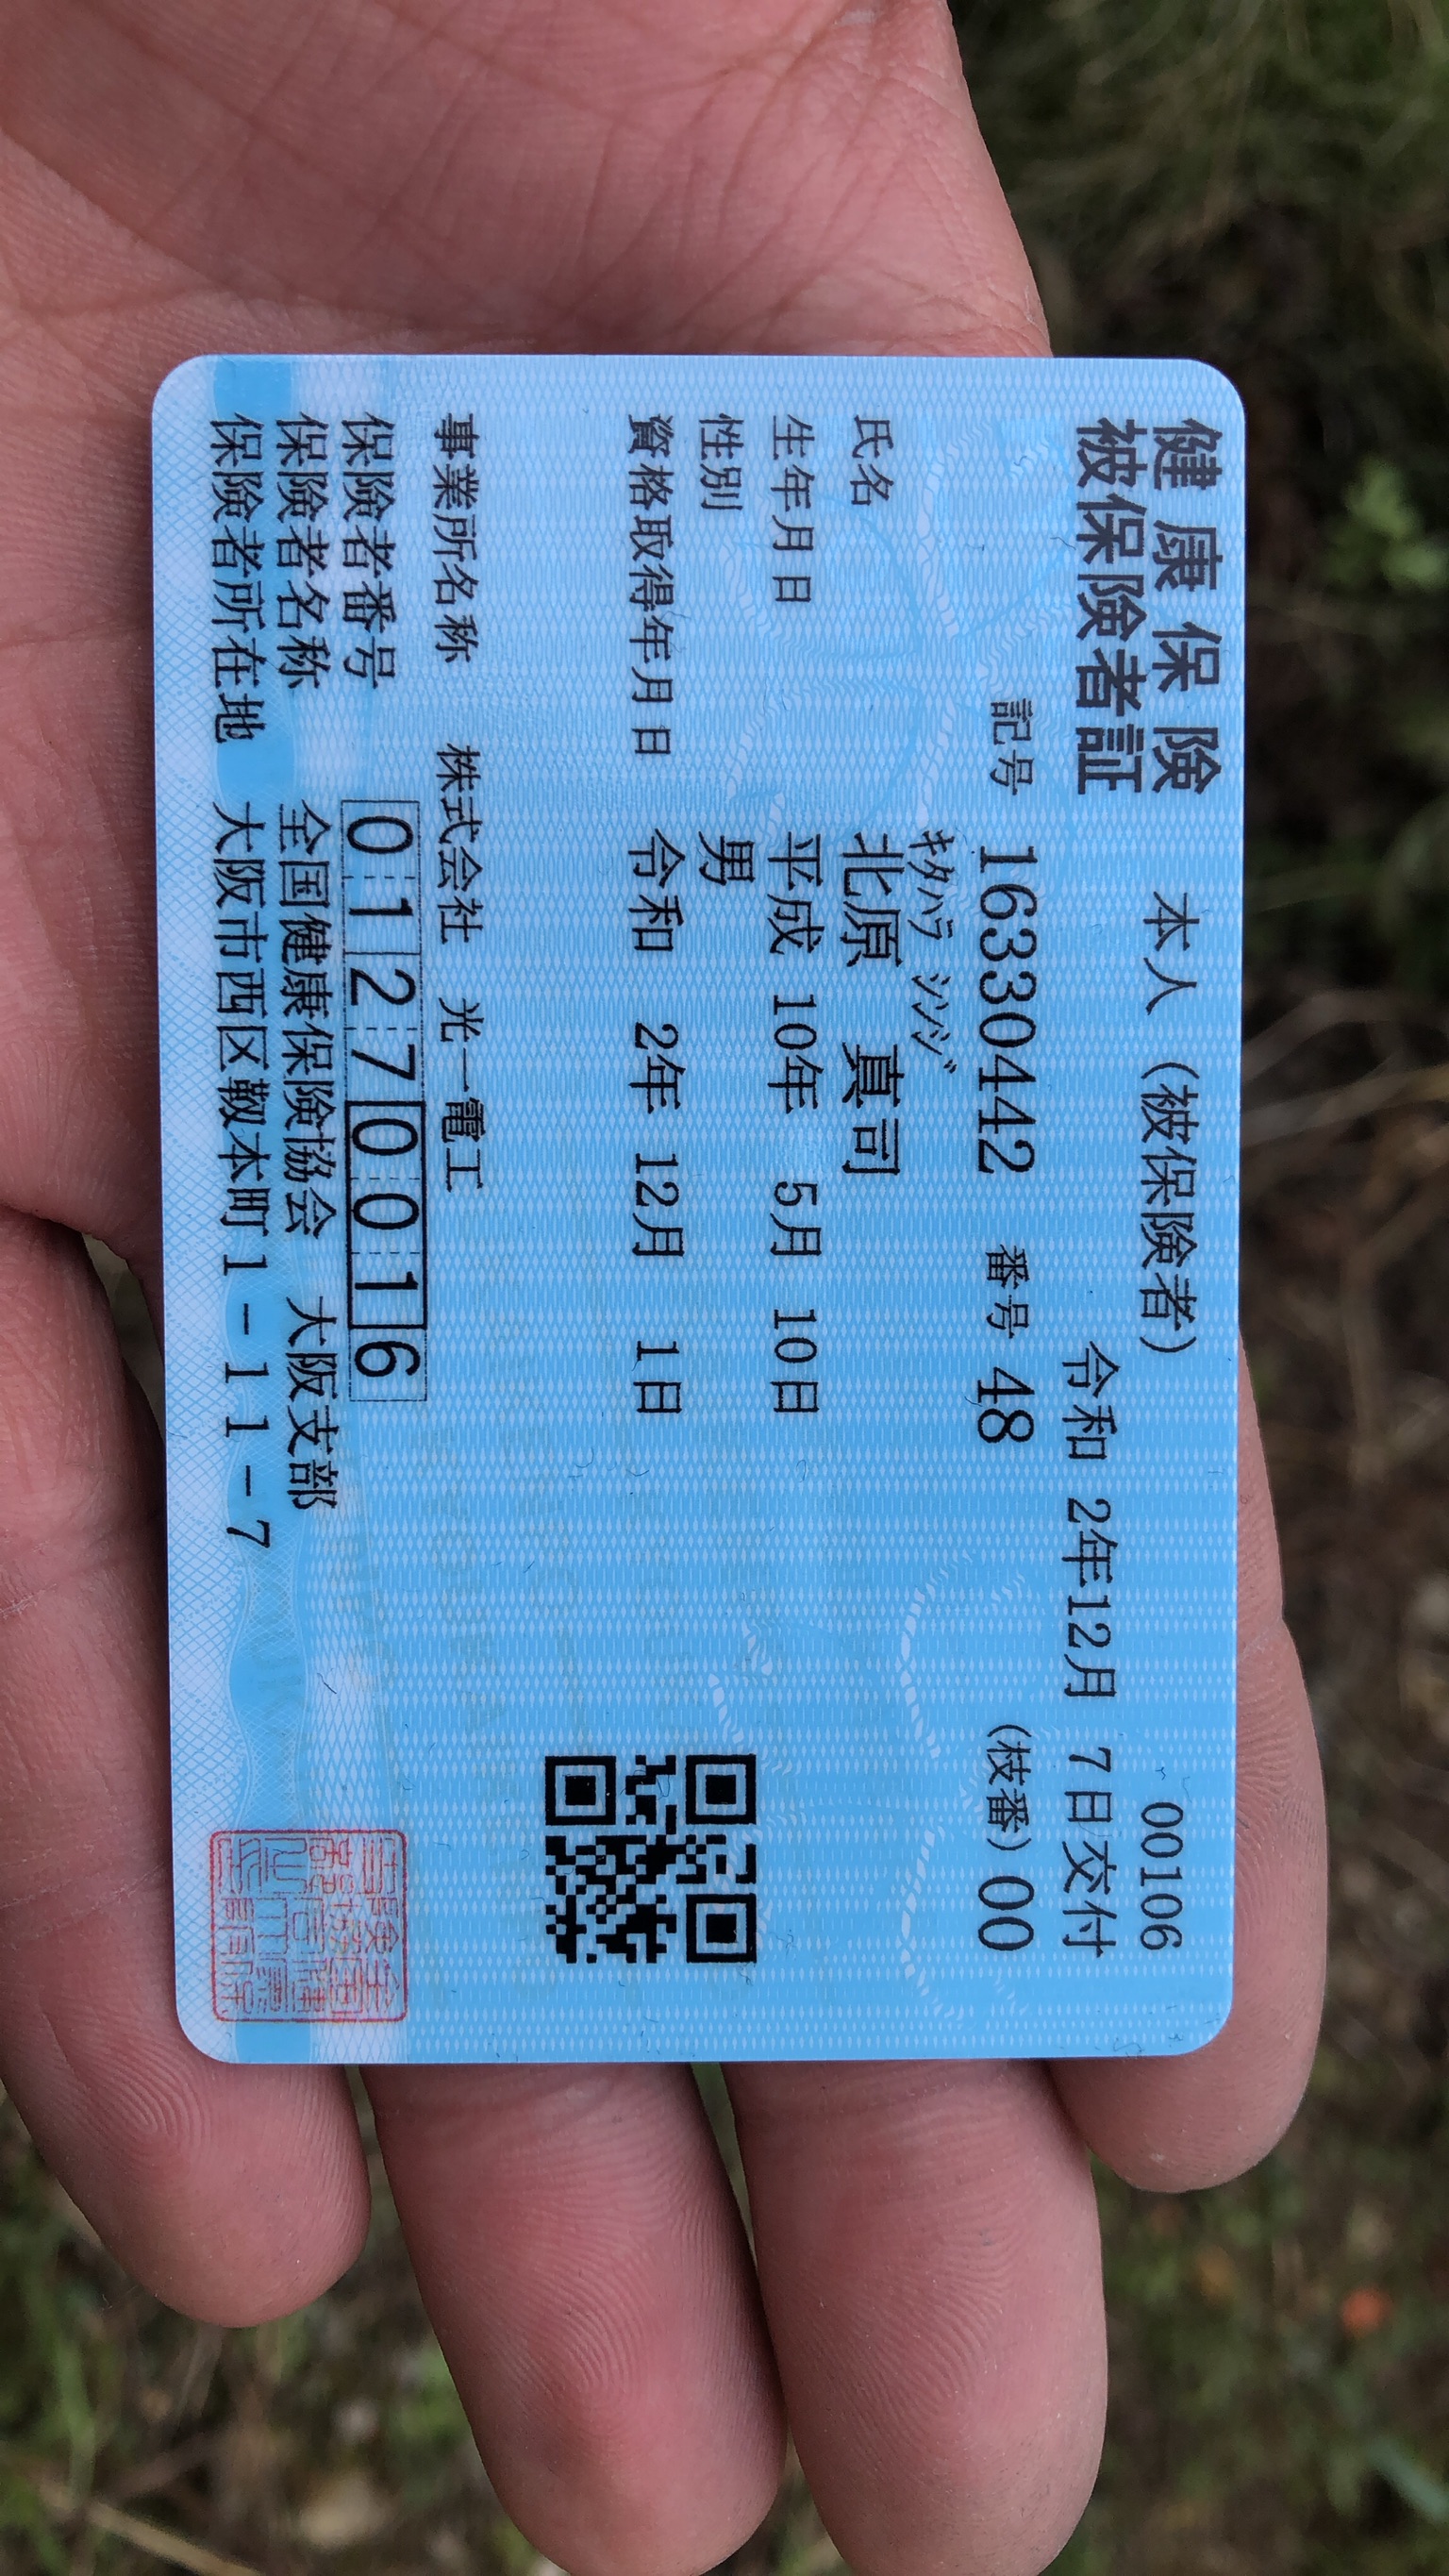 健康保険 本人（被保険者） 00106
被保険者証 令和 2年12月 7日交付
記号 16330442 番号 48 （枝番）00
ｷﾀﾊﾗ ｼﾝｼﾞ
氏名 北原 真司
生年月日 平成 10年 5月 10日
性別 男
資格取得年月日 令和 2年 12月 1日
事業所名称 株式会社 光一電工
保険者番号 01270016
保険者名称 全国健康保険協会 大阪支部
保険者所在地 大阪市西区靱本町1-11-7